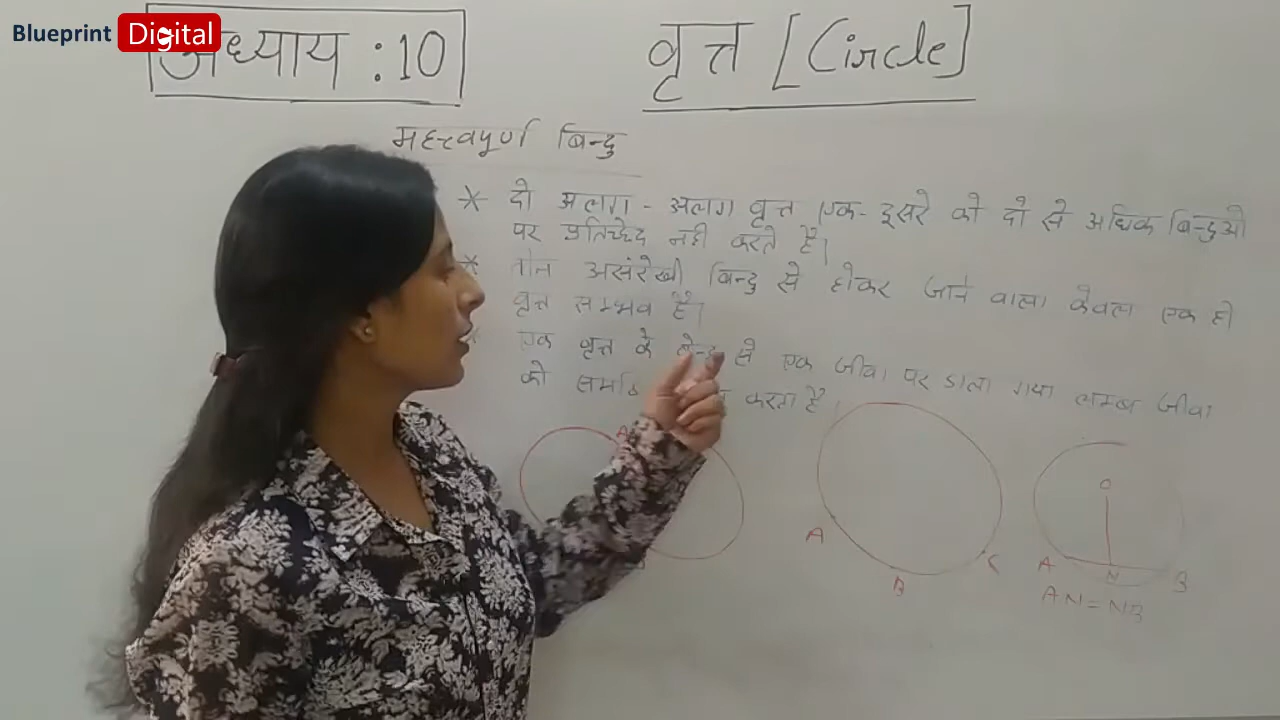 Blueprint Digital
अध्याय : 10
वृत्त [Circle]
महत्त्वपूर्ण बिन्दु
* दो अलग - अलग वृत्त एक - दूसरे को दो से अधिक बिन्दुओ
पर प्रतिच्छेद नही करते है।
* तीन असंरेखी बिन्दु से होकर जाने वाला केवल एक ही
वृत्त सम्भव है।
* एक वृत्त के केन्द्र से एक जीवा पर डाला गया लम्ब जीवा
को करता है
A
A
B
C
O
A
N
B
AN = NB